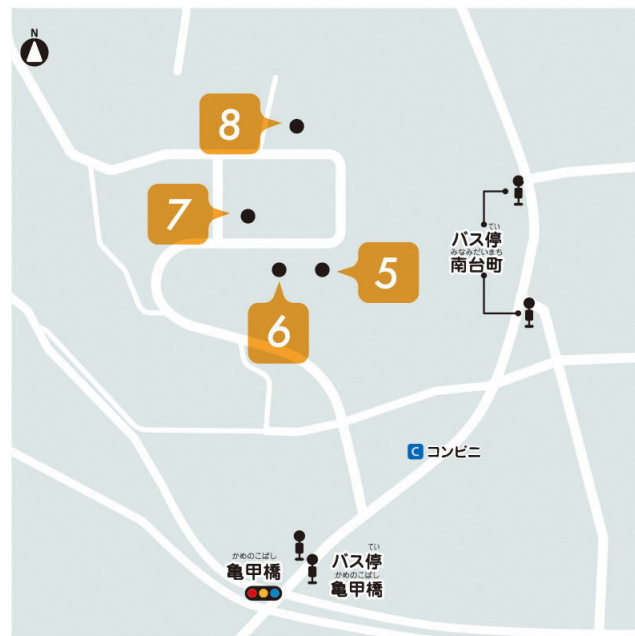 N
8
7
5
6
てい
バス停
みなみだいまち
南台町
C コンビニ
かめのこばし
亀甲橋
てい
バス停
かめのこばし
亀甲橋